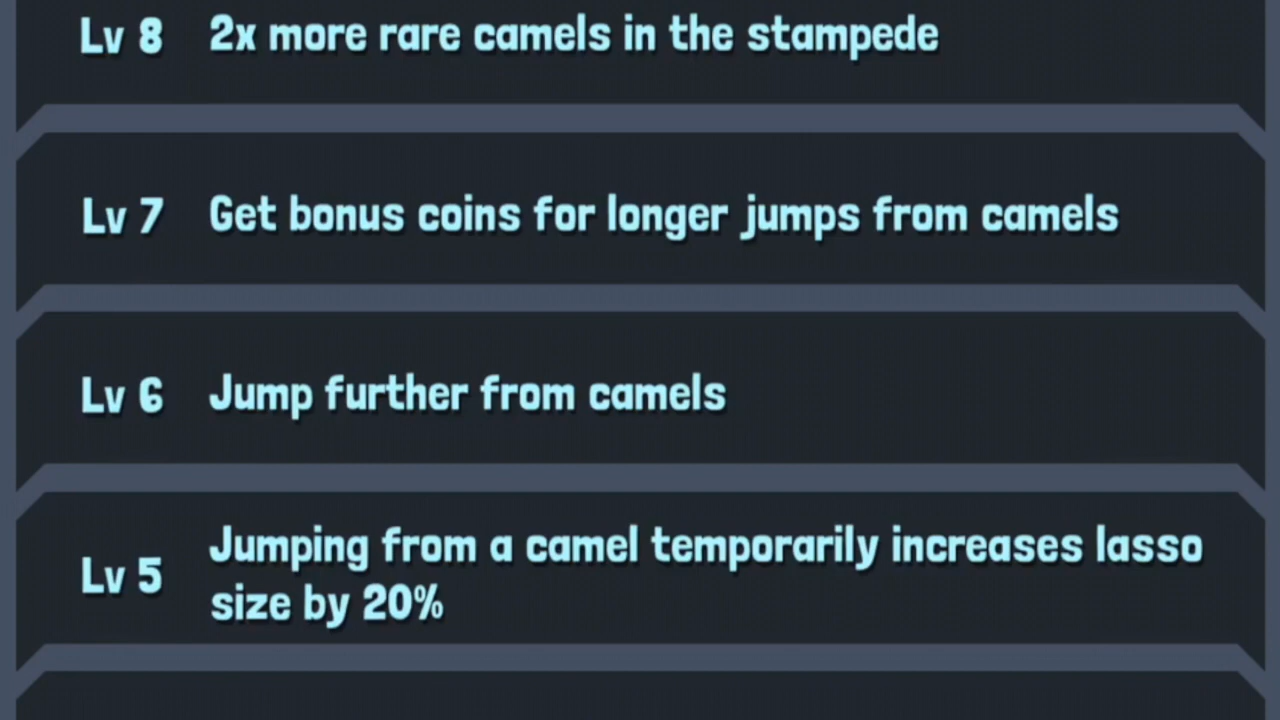 Lv 8 2x more rare camels in the stampede
Lv 7 Get bonus coins for longer jumps from camels
Lv 6 Jump further from camels
Lv 5 Jumping from a camel temporarily increases lasso
size by 20%